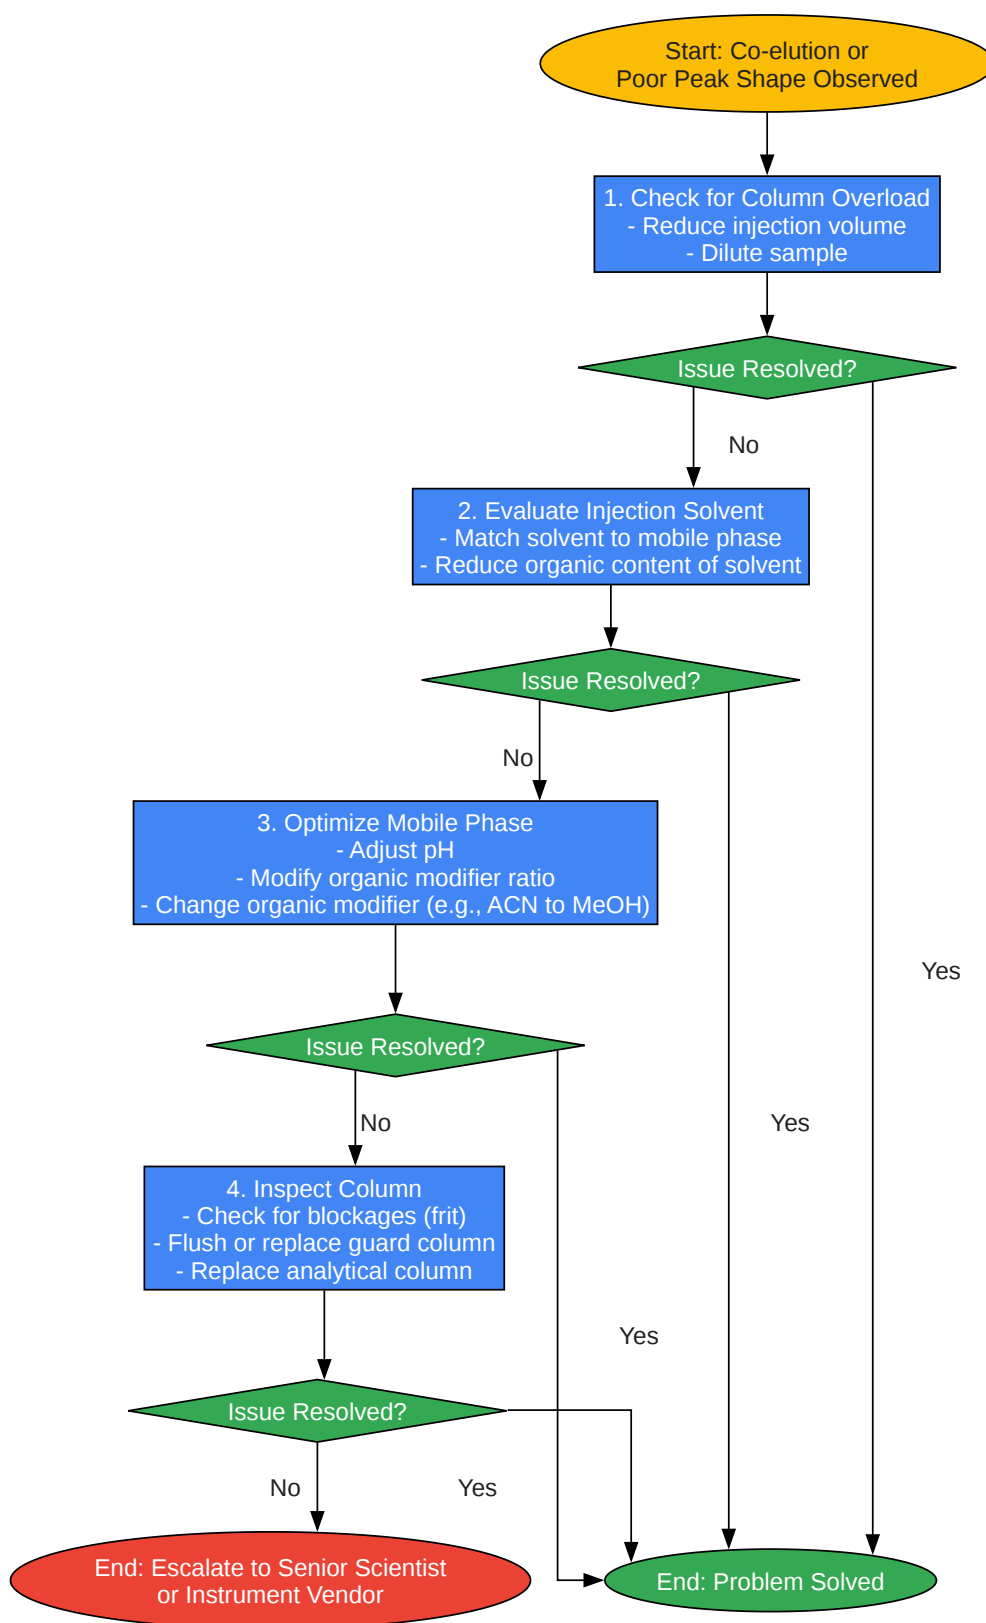 Start: Co-elution or
Poor Peak Shape Observed
1. Check for Column Overload
- Reduce injection volume
- Dilute sample
Issue Resolved?
No
2. Evaluate Injection Solvent
- Match solvent to mobile phase
- Reduce organic content of solvent
Issue Resolved?
No
3. Optimize Mobile Phase
- Adjust pH
- Modify organic modifier ratio
- Change organic modifier (e.g., ACN to MeOH)
Yes
Issue Resolved?
No
Yes
4. Inspect Column
- Check for blockages (frit)
- Flush or replace guard column
- Replace analytical column
Yes
Issue Resolved?
No
Yes
End: Escalate to Senior Scientist
or Instrument Vendor
End: Problem Solved